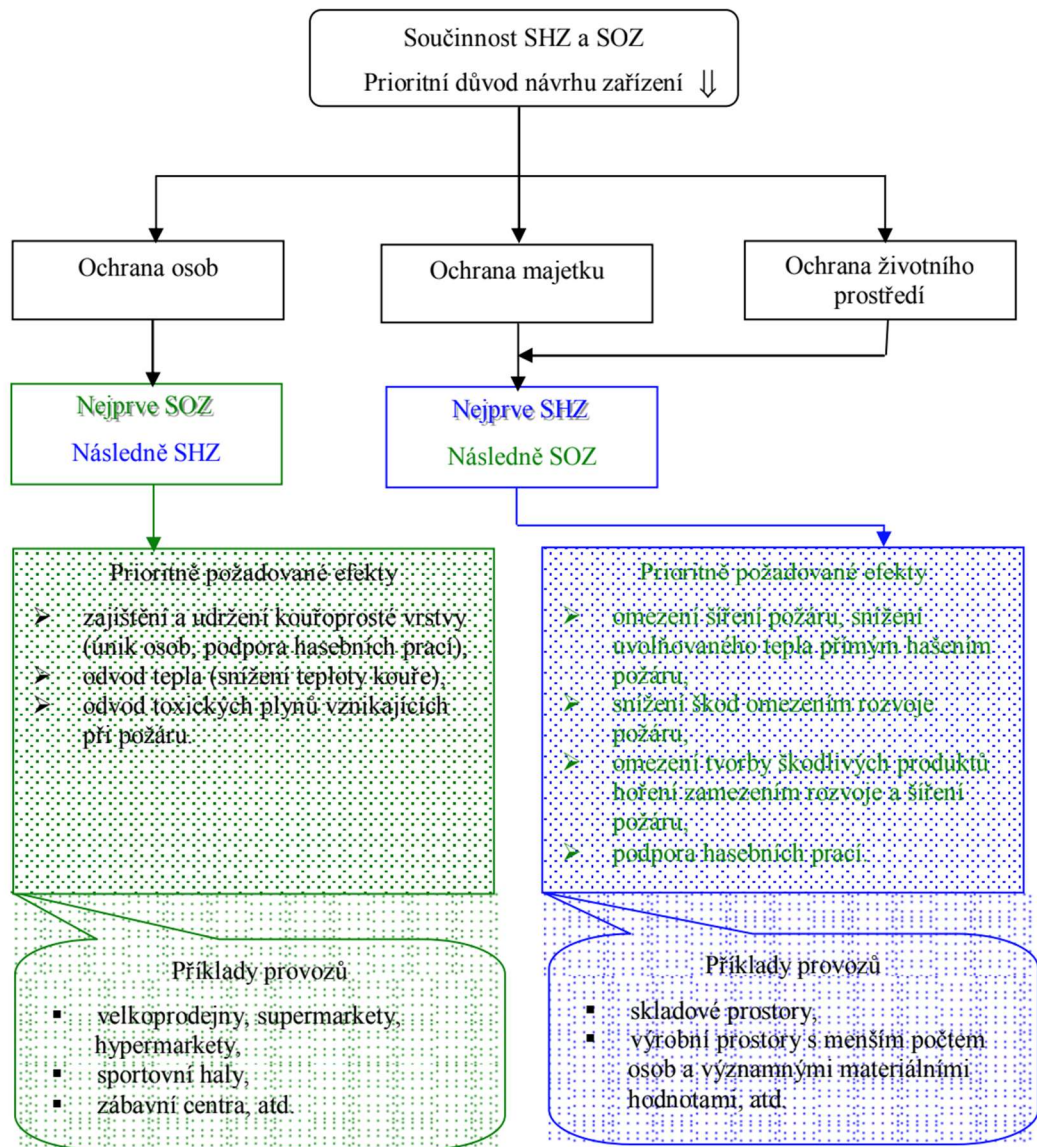 Součinnost SHZ a SOZ
Prioritní důvod návrhu zařízení ⇓
Ochrana osob
Ochrana majetku
Ochrana životního
prostředí
Nejprve SOZ
Následně SHZ
Nejprve SHZ
Následně SOZ
Prioritně požadované efekty
➢ zajištění a udržení kouřoprosté vrstvy
(únik osob, podpora hasebních prací),
➢ odvod tepla (snížení teploty kouře),
➢ odvod toxických plynů vznikajících
při požáru.
Prioritně požadované efekty
➢ omezení šíření požáru, snížení
uvolňovaného tepla přímým hašením
požáru,
➢ snížení škod omezením rozvoje
požáru,
➢ omezení tvorby škodlivých produktů
hoření zamezením rozvoje a šíření
požáru,
➢ podpora hasebních prací.
Příklady provozů
▪ velkoprodejny, supermarkety,
hypermarkety,
▪ sportovní haly,
▪ zábavní centra, atd.
Příklady provozů
▪ skladové prostory,
▪ výrobní prostory s menším počtem
osob a významnými materiálními
hodnotami, atd.